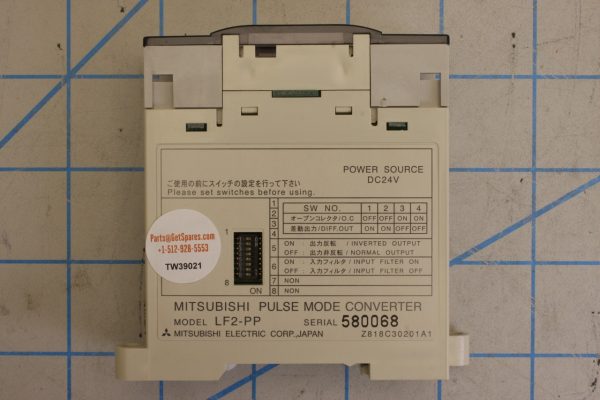 POWER SOURCE
DC24V
ご使用の前にスイッチの設定を行って下さい
Please set switches before using.
1 SW NO. 1 2 3 4
2 オープンコレクタ/O.C OFF OFF ON ON
3 差動出力/DIFF.OUT ON ON OFF OFF
4
5 ON : 出力反転 / INVERTED OUTPUT
OFF : 出力非反転 / NORMAL OUTPUT
6 ON : 入力フィルタ / INPUT FILTER ON
OFF : 入力フィルタ / INPUT FILTER OFF
7 NON
8 NON
Parts@GetSpares.com
+1-512-926-5553
TW39021
1
8 ON
MITSUBISHI PULSE MODE CONVERTER
MODEL LF2-PP SERIAL 580068
MITSUBISHI ELECTRIC CORP.,JAPAN Z818C30201A1